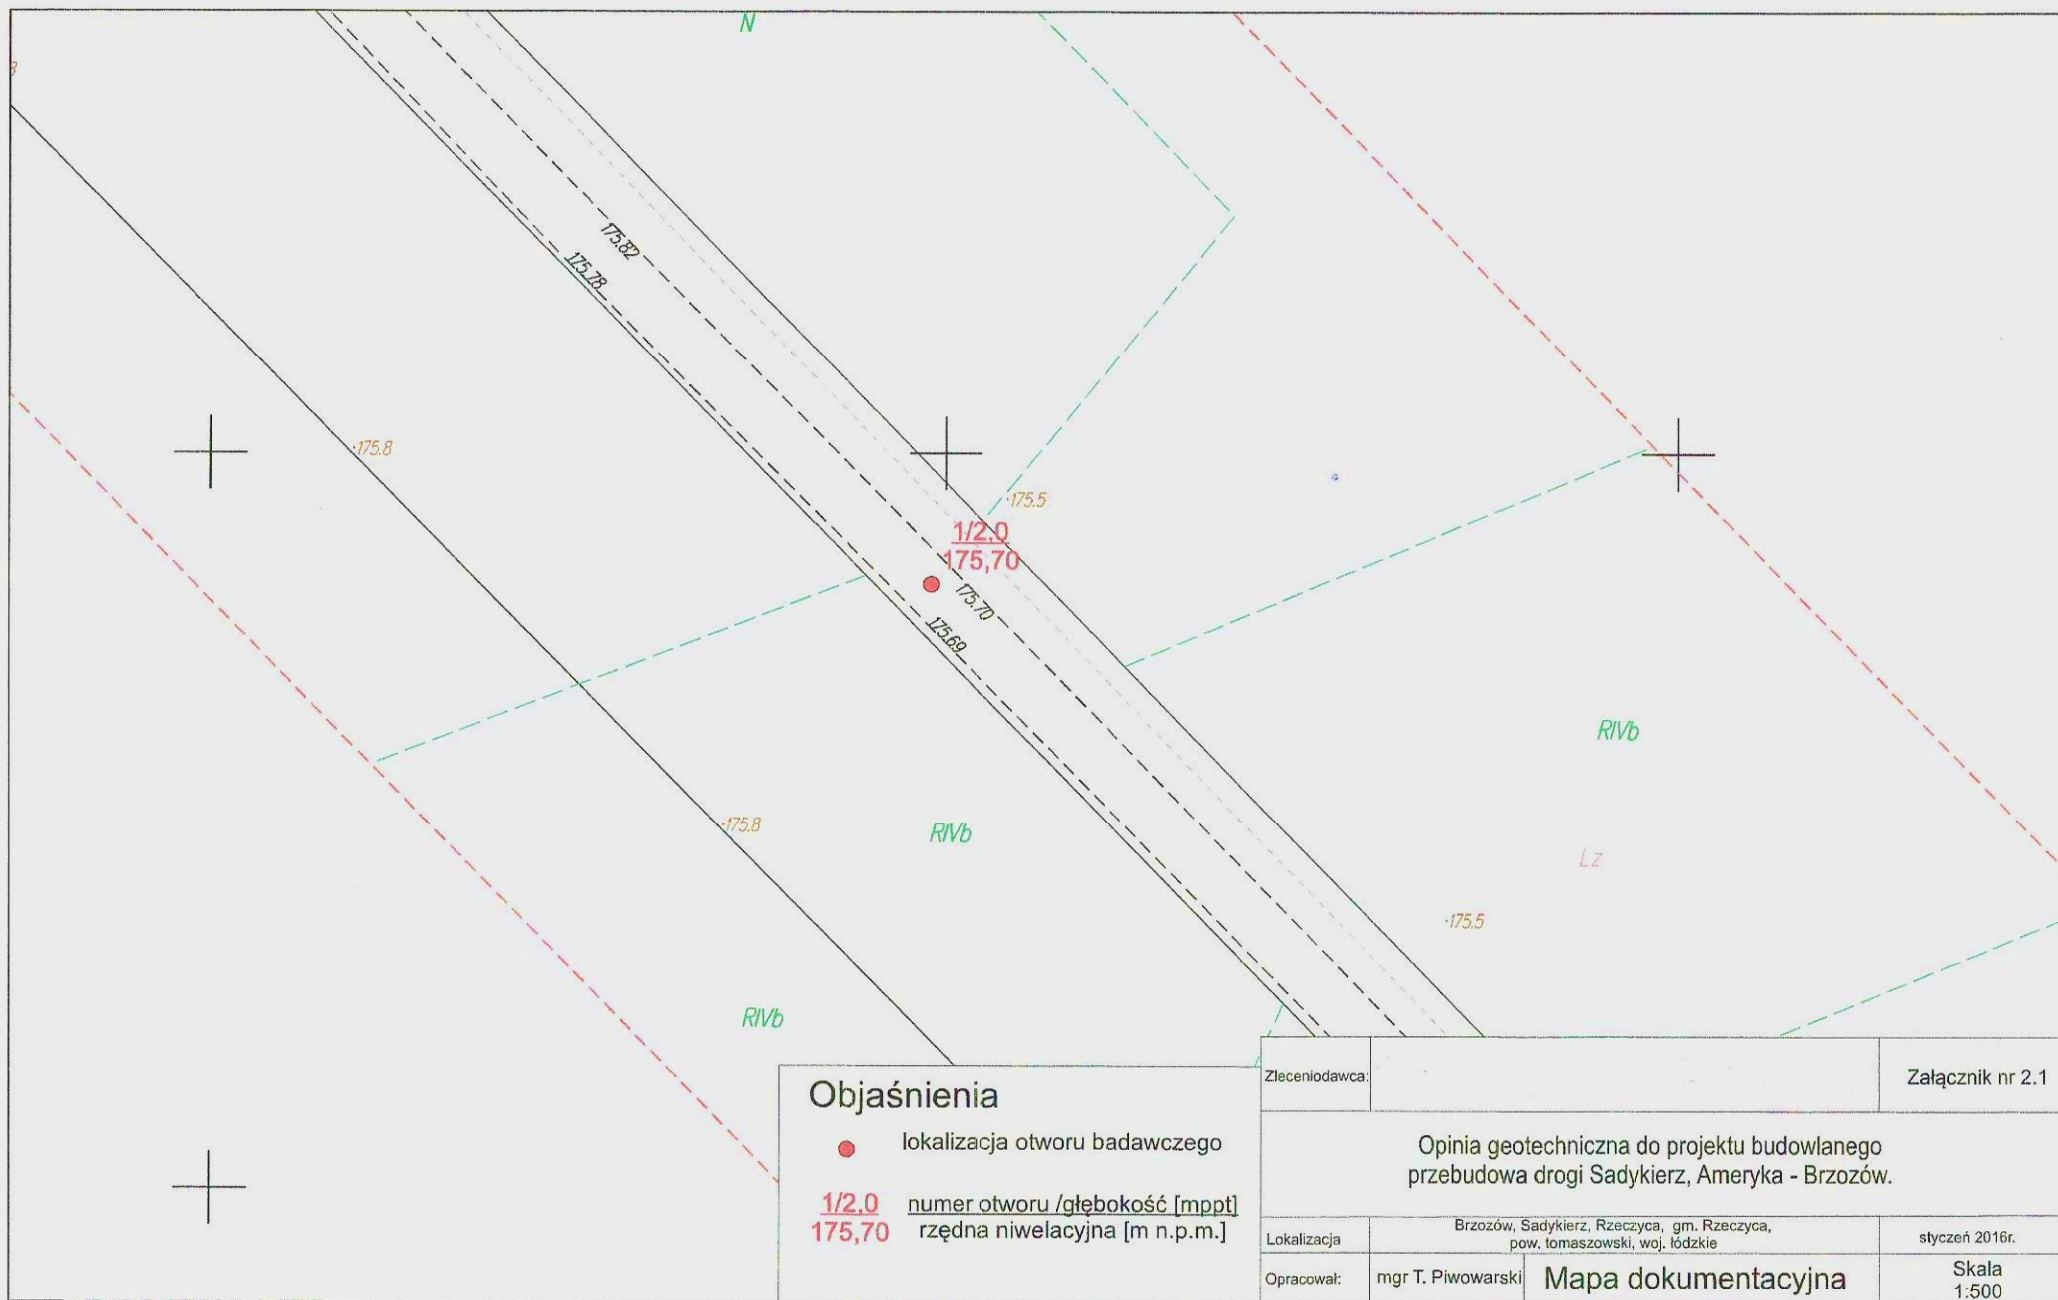 N
8
175.82
175.78
175.8
175.5
1/2,0
175,70
175.70
175.69
RIVb
175.8
RIVb
Lz
175.5
RIVb
Objaśnienia
lokalizacja otworu badawczego
1/2,0 numer otworu /głębokość [mppt]
175,70 rzędna niwelacyjna [m n.p.m.]
Zleceniodawca:
Załącznik nr 2.1
Opinia geotechniczna do projektu budowlanego
przebudowa drogi Sadykierz, Ameryka - Brzozów.
Lokalizacja
Brzozów, Sadykierz, Rzeczyca, gm. Rzeczyca,
pow. tomaszowski, woj. łódzkie
styczeń 2016r.
Opracował:
mgr T. Piwowarski
Mapa dokumentacyjna
Skala
1:500